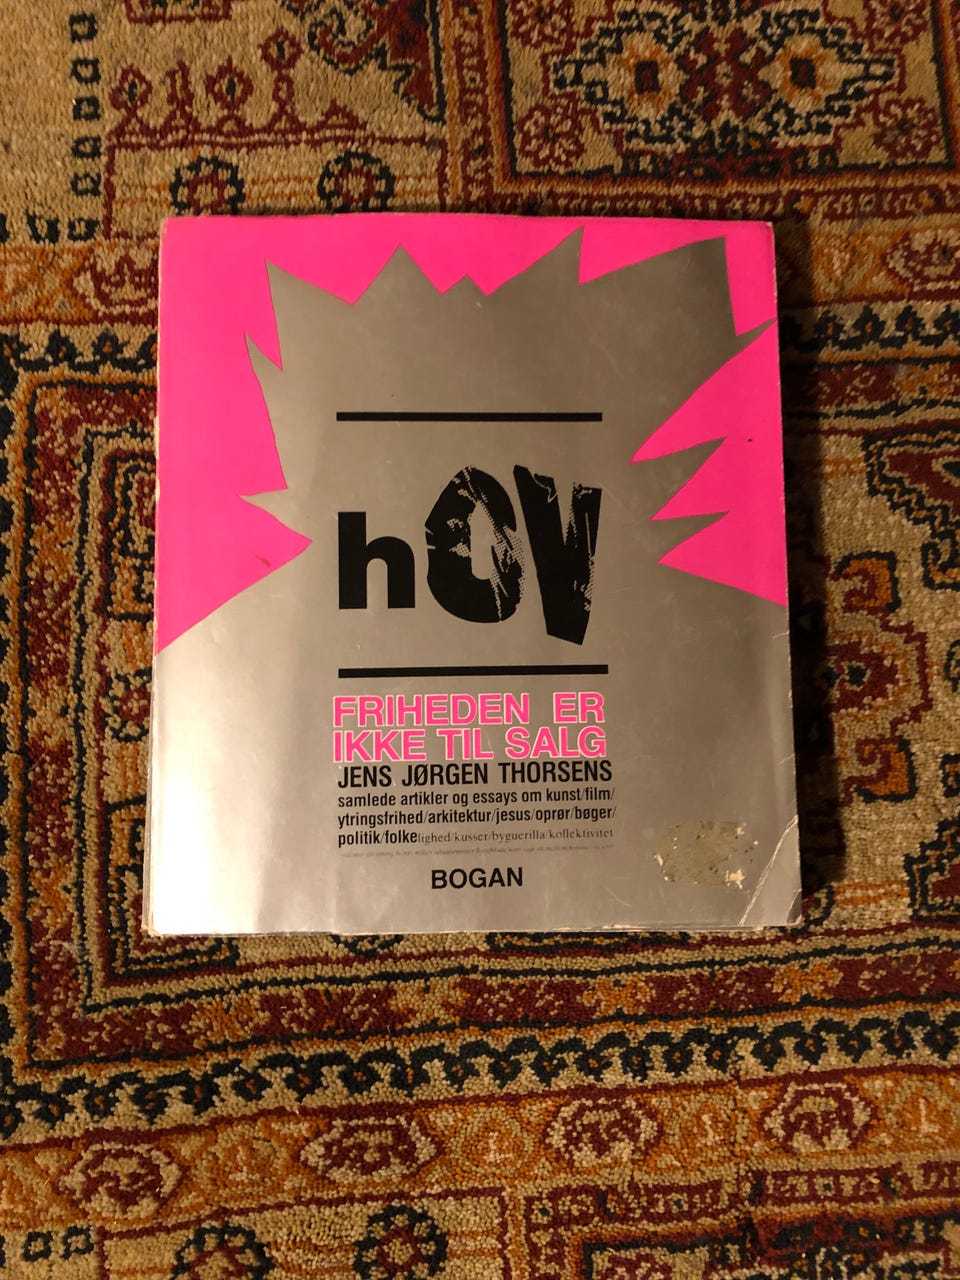 hOV
FRIHEDEN ER
IKKE TIL SALG
JENS JØRGEN THORSENS
samlede artikler og essays om kunst/film/
ytringsfrihed/arkitektur/jesus/oprør/bøger/
politik/folkelighed/kusser/byguerilla/kollektivitet
BOGAN